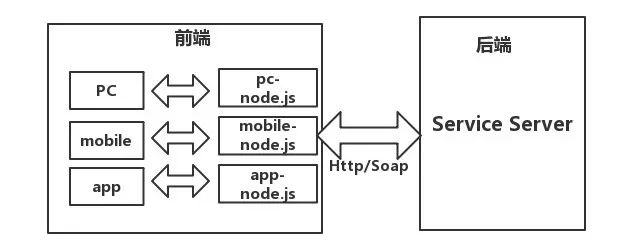 前端
PC
pc-
node.js
mobile
mobile-
node.js
app
app-
node.js
Http/Soap
后端
Service Server